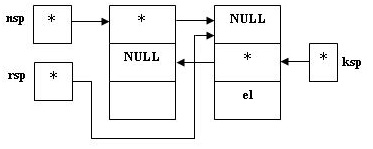 nsp * * NULL
NULL * * ksp
rsp *
el